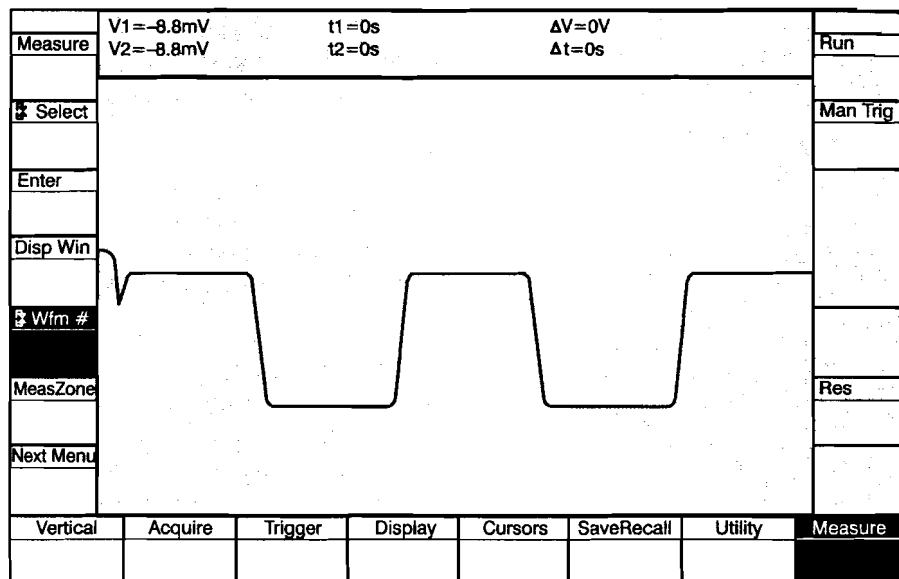 V1=–8.8mV t1=0s ΔV=0V
V2=–8.8mV t2=0s Δt=0s
Measure
Select
Enter
Disp Win
Wfm #
MeasZone
Next Menu
Run
Man Trig
Res
Vertical Acquire Trigger Display Cursors SaveRecall Utility Measure